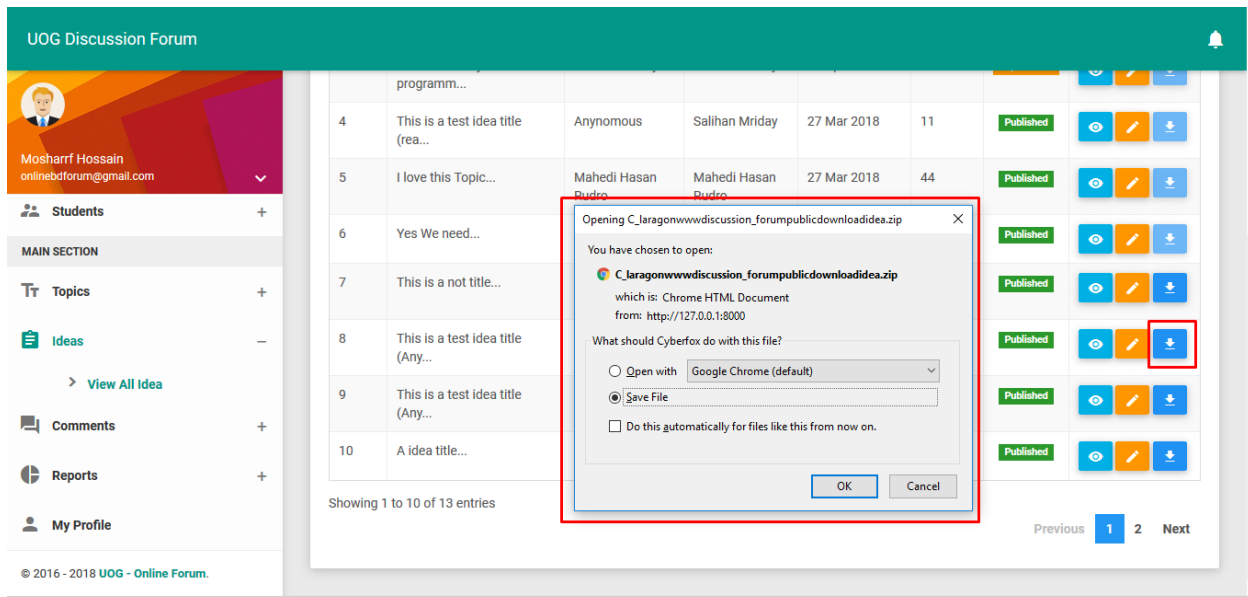 UOG Discussion Forum
Mosharrf Hossain
onlinebdforum@gmail.com
Students
MAIN SECTION
Topics
Ideas
View All Idea
Comments
Reports
My Profile
© 2016 - 2018 UOG - Online Forum.
programm...
4 This is a test idea title (rea... Anynomous Salihan Mriday 27 Mar 2018 11 Published
5 I love this Topic... Mahedi Hasan Rudro Mahedi Hasan Rudro 27 Mar 2018 44 Published
6 Yes We need... Published
7 This is a not title... Published
8 This is a test idea title (Any... Published
9 This is a test idea title (Any... Published
10 A idea title... Published
Showing 1 to 10 of 13 entries
Previous 1 2 Next
Opening C_laragonwwwdiscussion_forumpublicdownloadidea.zip
You have chosen to open:
C_laragonwwwdiscussion_forumpublicdownloadidea.zip
which is: Chrome HTML Document
from: http://127.0.0.1:8000
What should Cyberfox do with this file?
Open with Google Chrome (default)
Save File
Do this automatically for files like this from now on.
OK Cancel